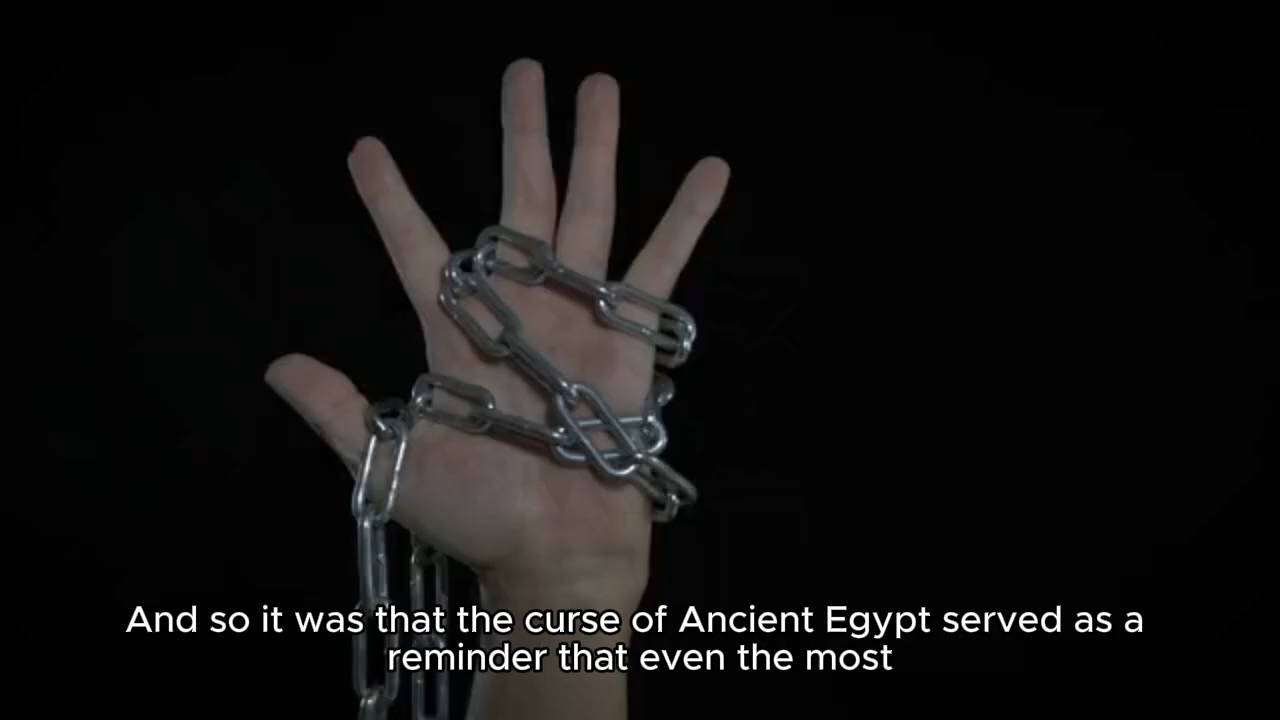 And so it was that the curse of Ancient Egypt served as a
reminder that even the most